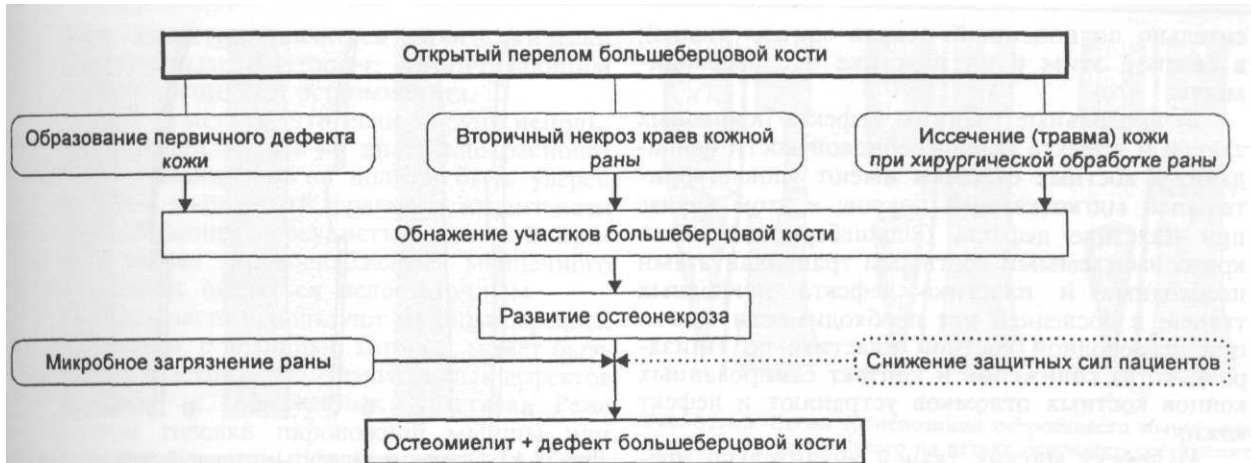 Открытый перелом большеберцовой кости
Образование первичного дефекта
кожи
Вторичный некроз краев кожной
раны
Иссечение (травма) кожи
при хирургической обработке раны
Обнажение участков большеберцовой кости
Развитие остеонекроза
Микробное загрязнение раны
Снижение защитных сил пациентов
Остеомиелит + дефект большеберцовой кости